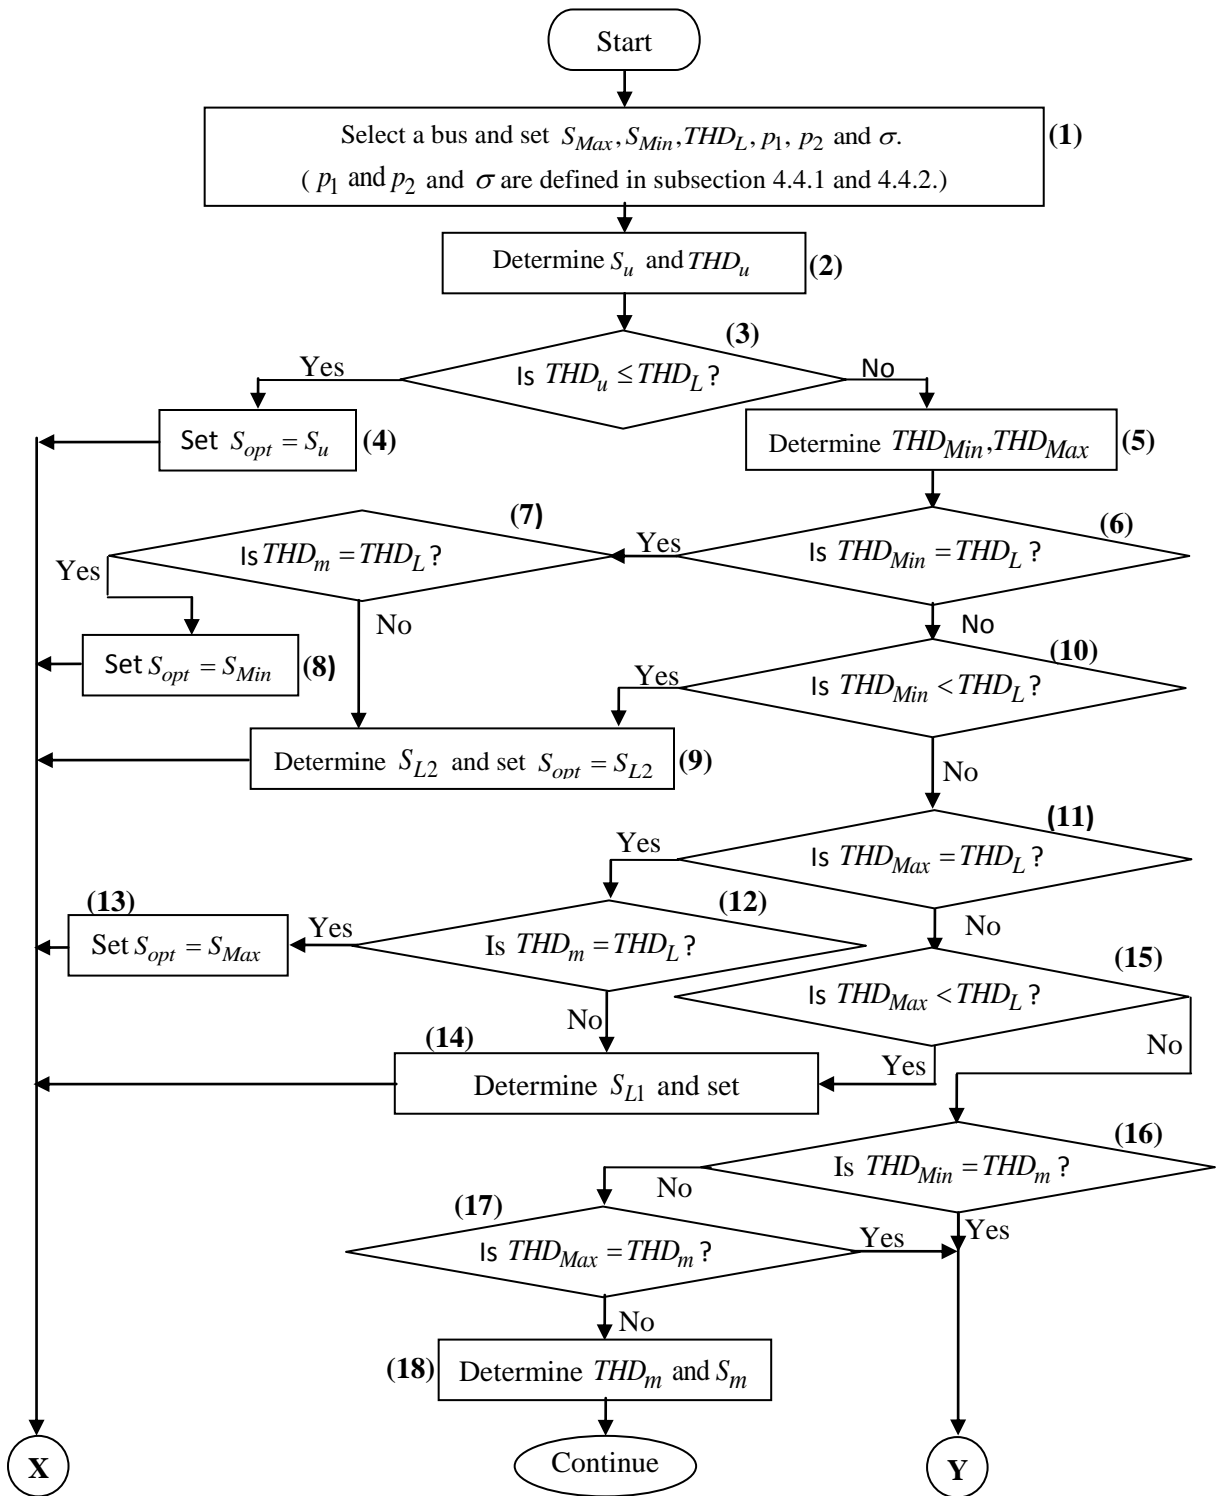 Start
Select a bus and set S_Max, S_Min, THD_L, p_1, p_2 and σ.
(1)
( p_1 and p_2 and σ are defined in subsection 4.4.1 and 4.4.2.)
Determine S_u and THD_u
(2)
(3)
Yes
Is THD_u ≤ THD_L ?
No
Set S_opt = S_u
(4)
Determine THD_Min, THD_Max
(5)
(7)
(6)
Is THD_m = THD_L ?
Yes
Is THD_Min = THD_L ?
Yes
No
No
Set S_opt = S_Min
(8)
(10)
Yes
Is THD_Min < THD_L ?
Determine S_L2 and set S_opt = S_L2
(9)
No
(11)
Yes
Is THD_Max = THD_L ?
(13)
(12)
Set S_opt = S_Max
Yes
Is THD_m = THD_L ?
No
(15)
Is THD_Max < THD_L ?
No
(14)
Yes
No
Determine S_L1 and set
(16)
Is THD_Min = THD_m ?
No
(17)
Yes
Is THD_Max = THD_m ?
Yes
No
(18)
Determine THD_m and S_m
X
Continue
Y